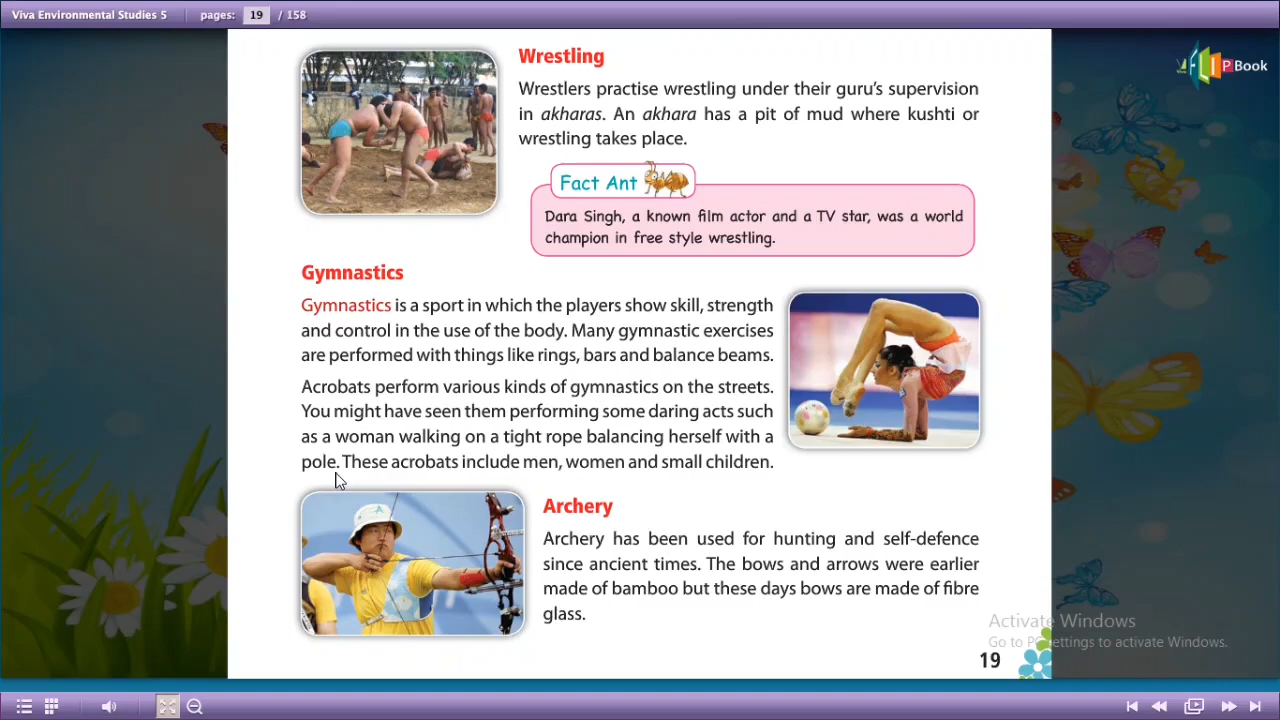 Viva Environmental Studies 5
pages: 19 / 158
FLIPBook
Wrestling
Wrestlers practise wrestling under their guru's supervision
in akharas. An akhara has a pit of mud where kushti or
wrestling takes place.
Fact Ant
Dara Singh, a known film actor and a TV star, was a world
champion in free style wrestling.
Gymnastics
Gymnastics is a sport in which the players show skill, strength
and control in the use of the body. Many gymnastic exercises
are performed with things like rings, bars and balance beams.
Acrobats perform various kinds of gymnastics on the streets.
You might have seen them performing some daring acts such
as a woman walking on a tight rope balancing herself with a
pole. These acrobats include men, women and small children.
Archery
Archery has been used for hunting and self-defence
since ancient times. The bows and arrows were earlier
made of bamboo but these days bows are made of fibre
glass.
Activate Windows
Go to PC settings to activate Windows.
19